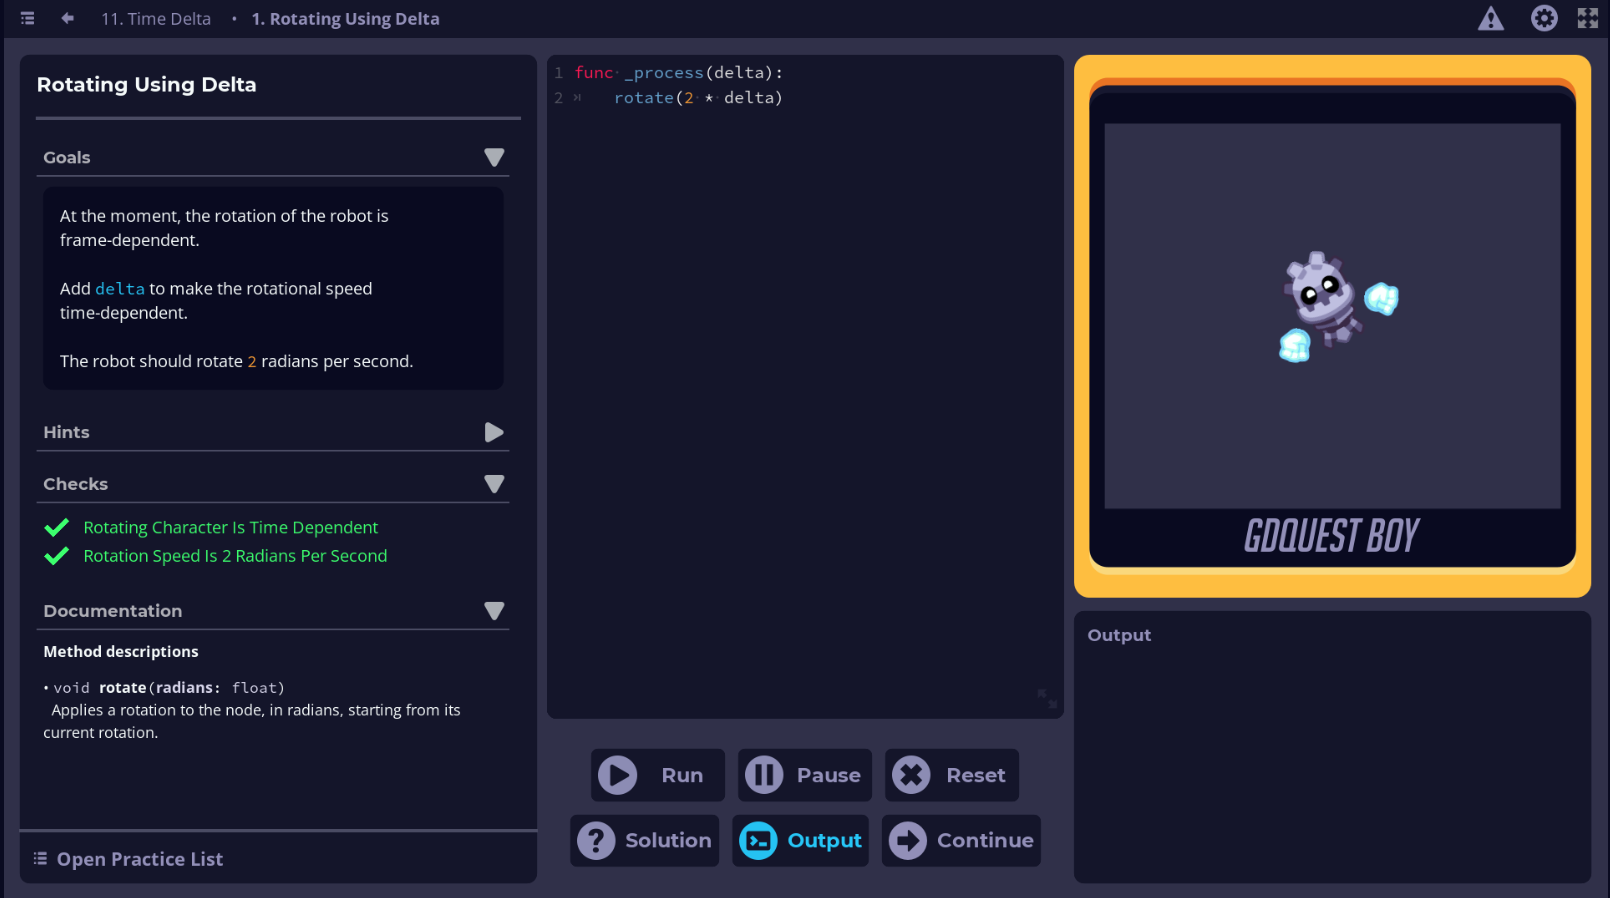 11. Time Delta • 1. Rotating Using Delta
Rotating Using Delta
Goals
At the moment, the rotation of the robot is
frame-dependent.
Add delta to make the rotational speed
time-dependent.
The robot should rotate 2 radians per second.
Hints
Checks
Rotating Character Is Time Dependent
Rotation Speed Is 2 Radians Per Second
Documentation
Method descriptions
• void rotate(radians: float)
Applies a rotation to the node, in radians, starting from its
current rotation.
Open Practice List
1 func _process(delta):
2 rotate(2 * delta)
Run
Pause
Reset
Solution
Output
Continue
GDQUEST BOY
Output